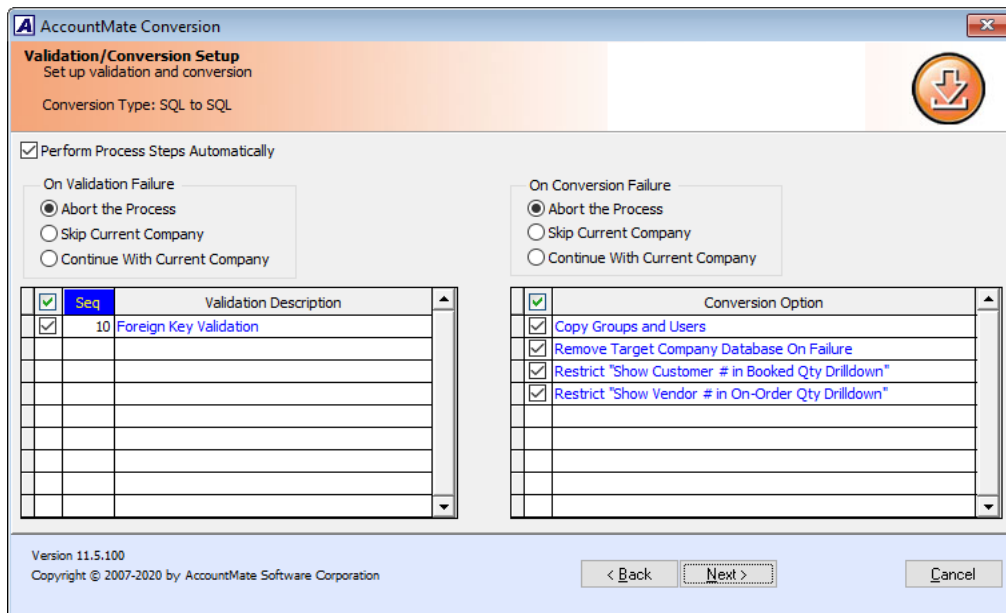 AccountMate Conversion
Validation/Conversion Setup
Set up validation and conversion
Conversion Type: SQL to SQL
Perform Process Steps Automatically
On Validation Failure
Abort the Process
Skip Current Company
Continue With Current Company
On Conversion Failure
Abort the Process
Skip Current Company
Continue With Current Company
Seq Validation Description
10 Foreign Key Validation
Conversion Option
Copy Groups and Users
Remove Target Company Database On Failure
Restrict "Show Customer # in Booked Qty Drilldown"
Restrict "Show Vendor # in On-Order Qty Drilldown"
Version 11.5.100
Copyright © 2007-2020 by AccountMate Software Corporation
< Back Next > Cancel